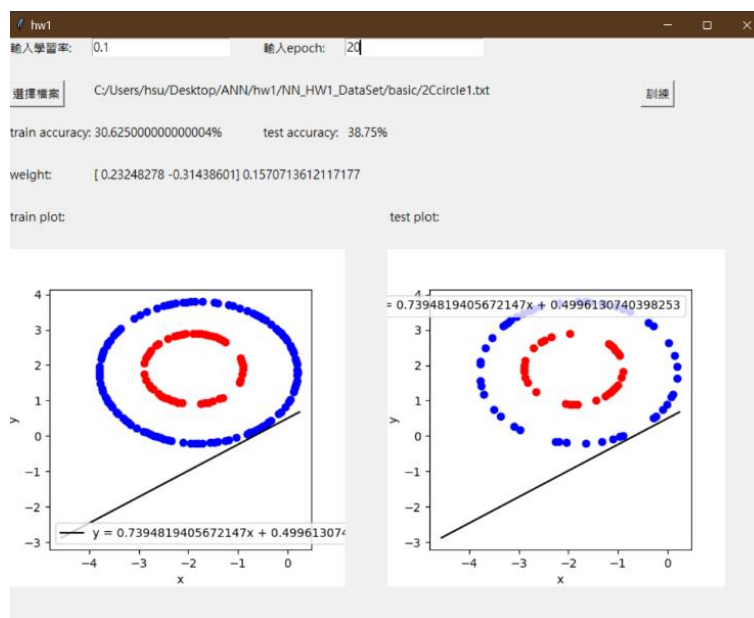 hw1
輸入學習率: 0.1 輸入epoch: 20
選擇檔案 C:/Users/hsu/Desktop/ANN/hw1/NN_HW1_DataSet/basic/2Ccircle1.txt 訓練
train accuracy: 30.625000000000004% test accuracy: 38.75%
weight: [ 0.23248278 -0.31438601] 0.1570713612117177
train plot: test plot:
4
3
2
1
0
−1
−2
−3
y
y = 0.7394819405672147x + 0.499613074
−4 −3 −2 −1 0
x
= 0.7394819405672147x + 0.4996130740398253
4
3
2
1
0
−1
−2
−3
y
−4 −3 −2 −1 0
x